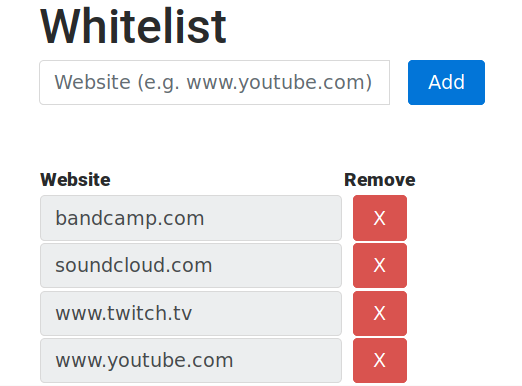 Whitelist
Website (e.g. www.youtube.com) Add
Website Remove
bandcamp.com X
soundcloud.com X
www.twitch.tv X
www.youtube.com X